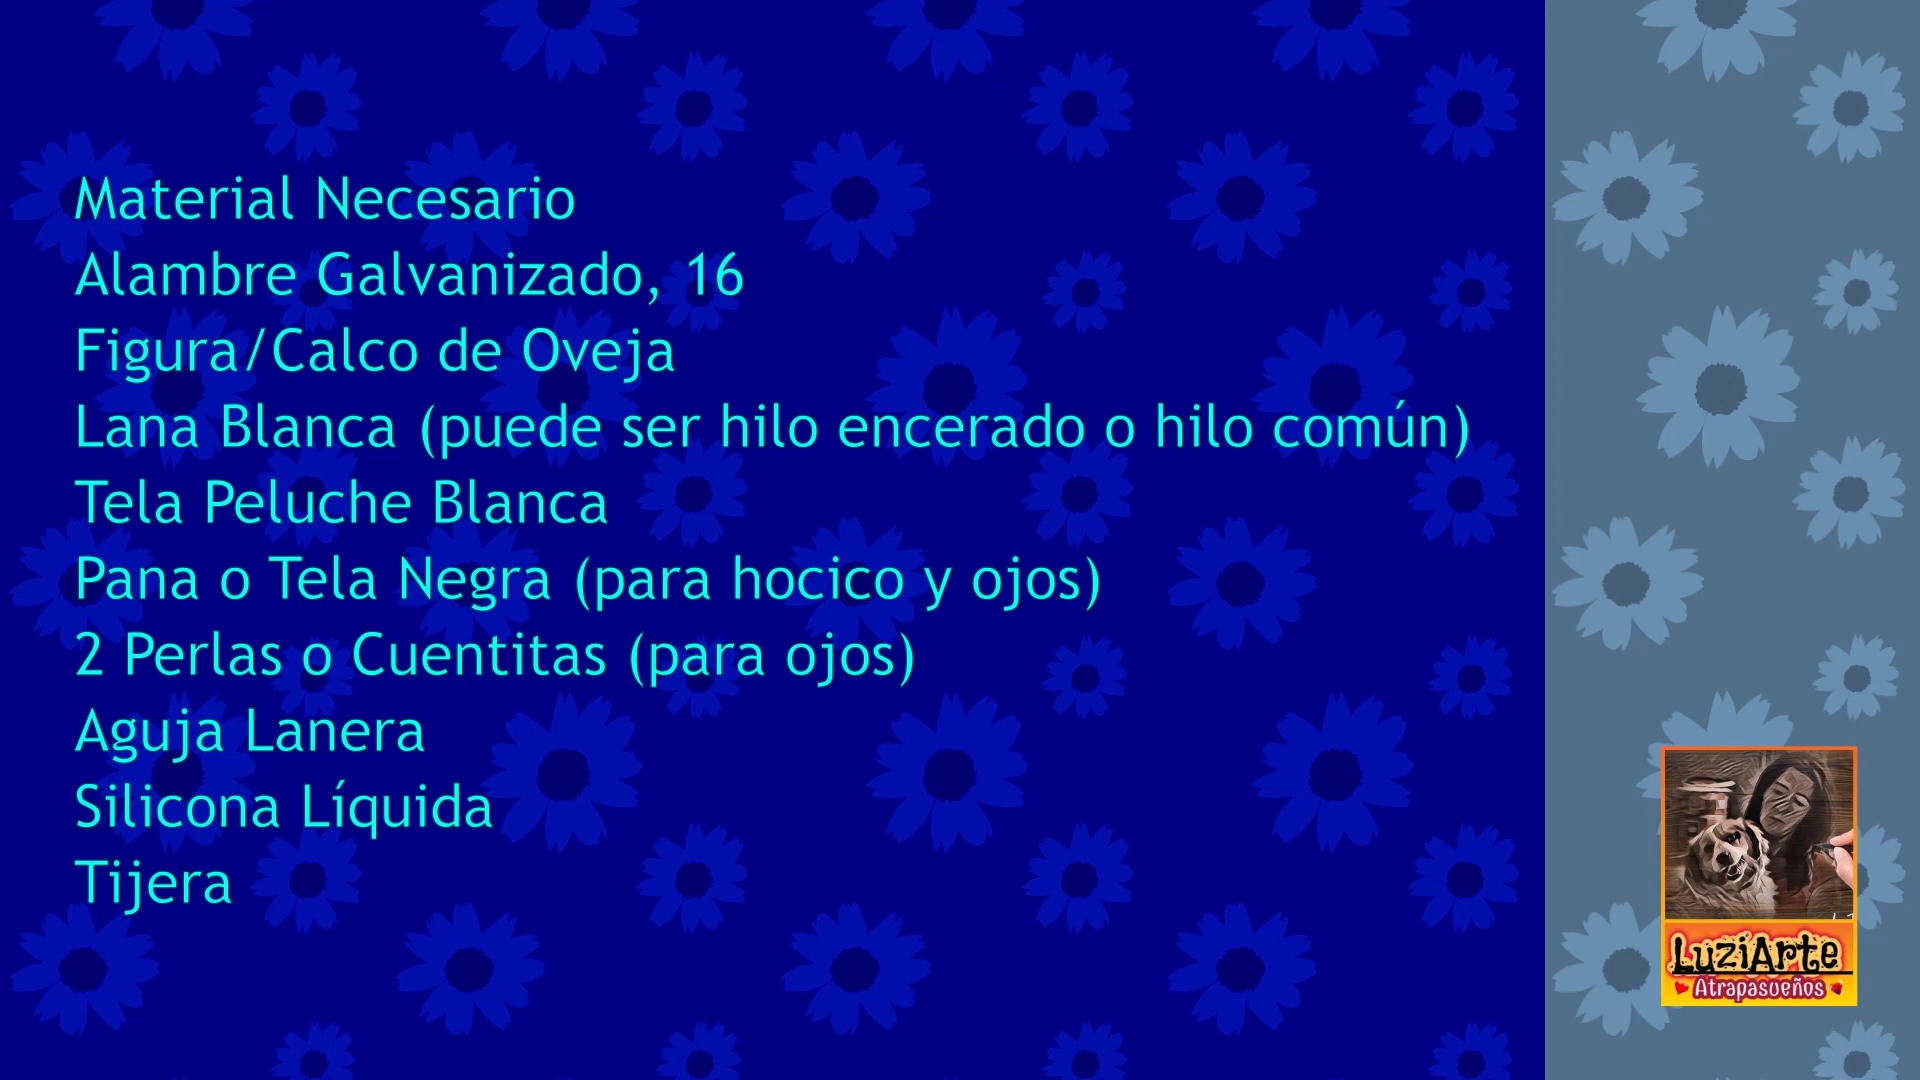 Material Necesario
Alambre Galvanizado, 16
Figura/Calco de Oveja
Lana Blanca (puede ser hilo encerado o hilo común)
Tela Peluche Blanca
Pana o Tela Negra (para hocico y ojos)
2 Perlas o Cuentitas (para ojos)
Aguja Lanera
Silicona Líquida
Tijera
LuziArte
Atrapasueños